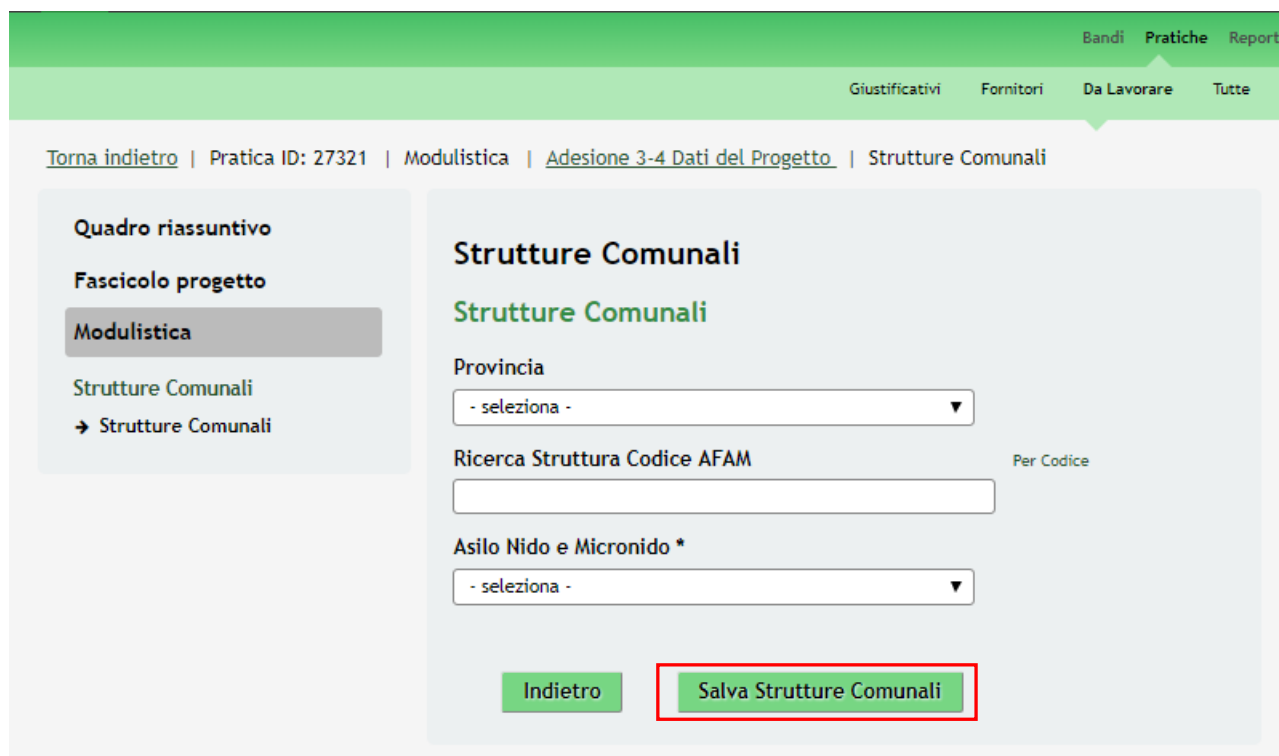 Bandi Pratiche Report
Giustificativi Fornitori Da Lavorare Tutte
Torna indietro | Pratica ID: 27321 | Modulistica | Adesione 3-4 Dati del Progetto | Strutture Comunali
Quadro riassuntivo
Fascicolo progetto
Modulistica
Strutture Comunali
→ Strutture Comunali
Strutture Comunali
Strutture Comunali
Provincia
- seleziona -
Ricerca Struttura Codice AFAM Per Codice
Asilo Nido e Micronido *
- seleziona -
Indietro Salva Strutture Comunali